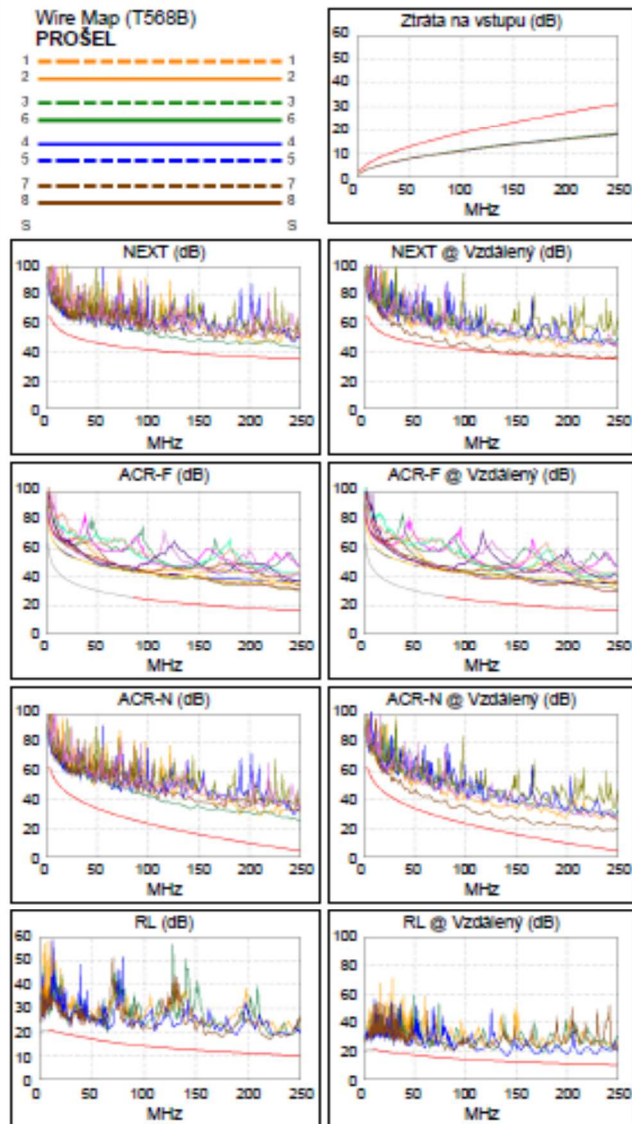 Wire Map (T568B)
PROŠEL
1 1
2 2
3 3
6 6
4 4
5 5
7 7
8 8
S S
Ztráta na vstupu (dB)
60
50
40
30
20
10
0
0 50 100 150 200 250
MHz
NEXT (dB)
100
80
60
40
20
0
0 50 100 150 200 250
MHz
NEXT @ Vzdálený (dB)
100
80
60
40
20
0
0 50 100 150 200 250
MHz
ACR-F (dB)
100
80
60
40
20
0
0 50 100 150 200 250
MHz
ACR-F @ Vzdálený (dB)
100
80
60
40
20
0
0 50 100 150 200 250
MHz
ACR-N (dB)
100
80
60
40
20
0
0 50 100 150 200 250
MHz
ACR-N @ Vzdálený (dB)
100
80
60
40
20
0
0 50 100 150 200 250
MHz
RL (dB)
60
50
40
30
20
10
0
0 50 100 150 200 250
MHz
RL @ Vzdálený (dB)
100
80
60
40
20
0
0 50 100 150 200 250
MHz